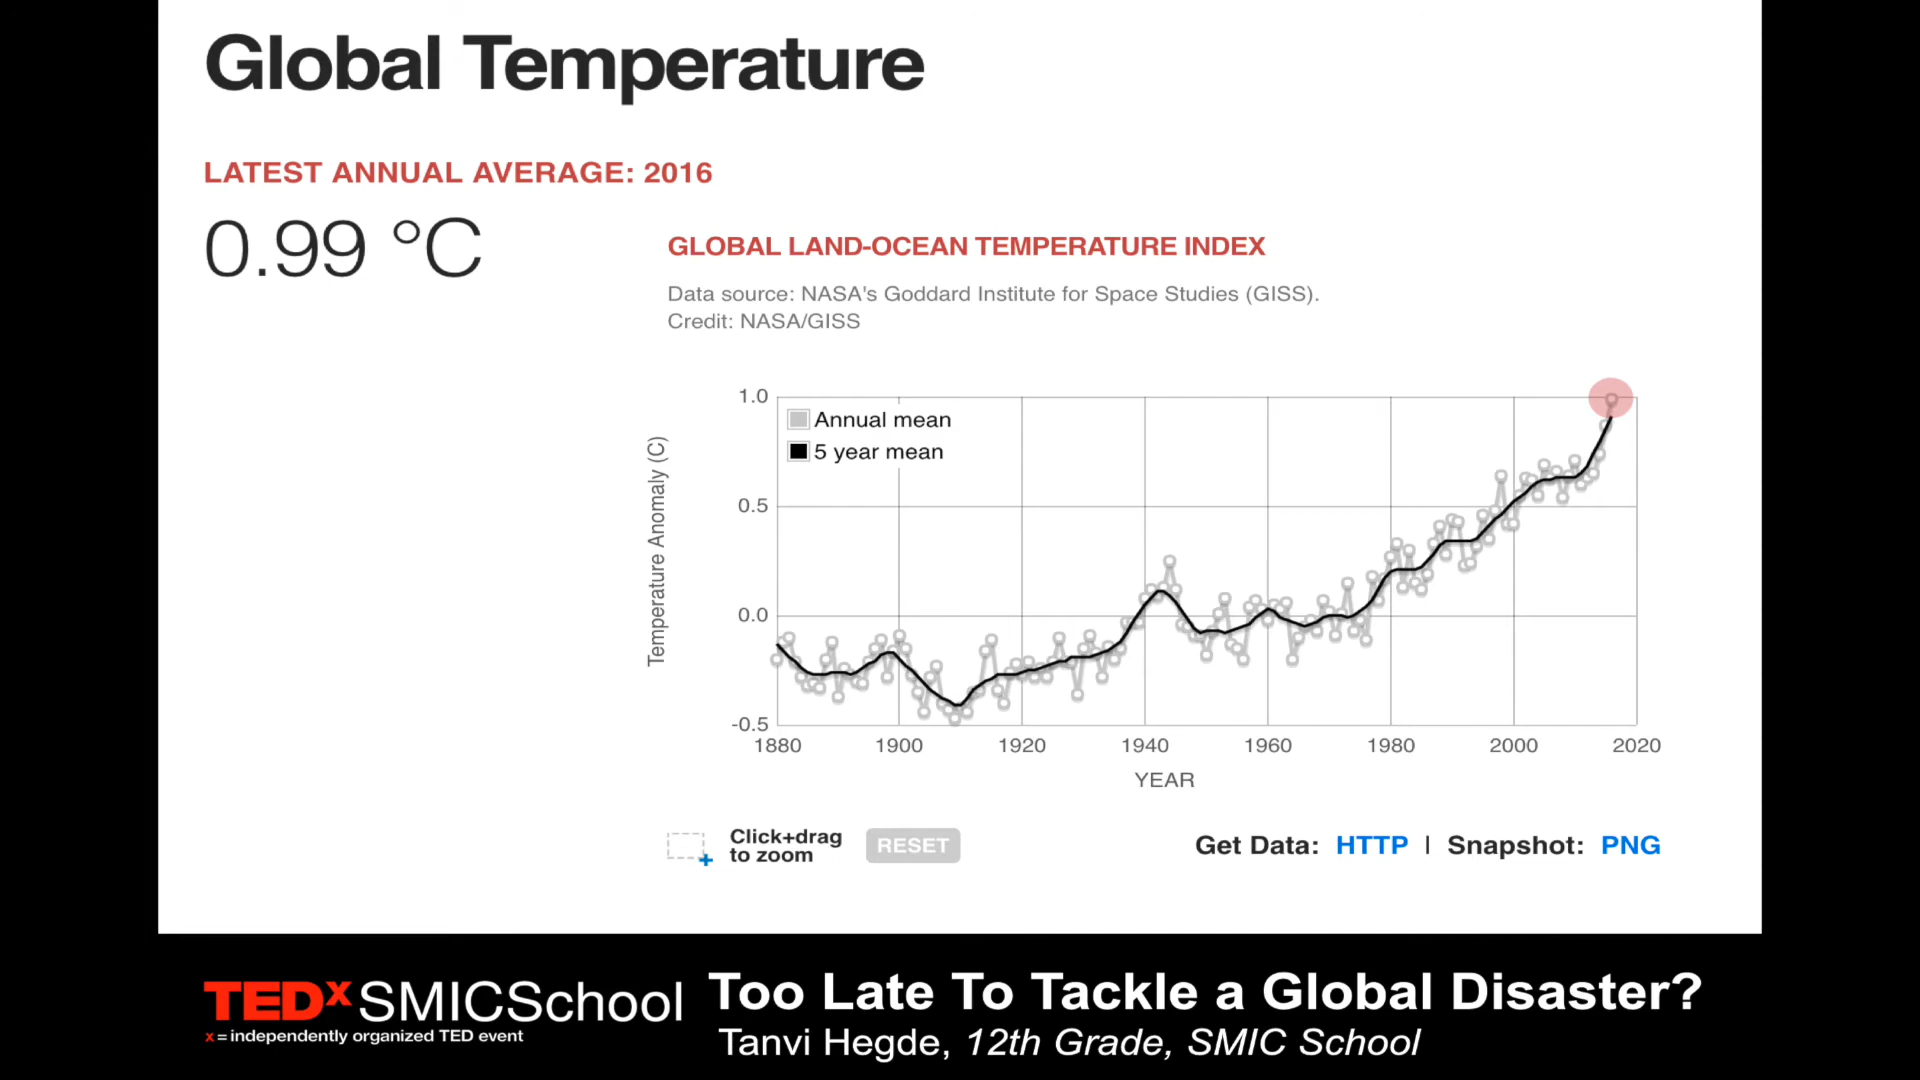 Global Temperature
LATEST ANNUAL AVERAGE: 2016
0.99 °C
GLOBAL LAND-OCEAN TEMPERATURE INDEX
Data source: NASA's Goddard Institute for Space Studies (GISS).
Credit: NASA/GISS
Annual mean
5 year mean
Temperature Anomaly (C)
1.0
0.5
0.0
-0.5
1880 1900 1920 1940 1960 1980 2000 2020
YEAR
Click+drag
to zoom
RESET
Get Data: HTTP | Snapshot: PNG
TEDxSMICSchool
x = independently organized TED event
Too Late To Tackle a Global Disaster?
Tanvi Hegde, 12th Grade, SMIC School